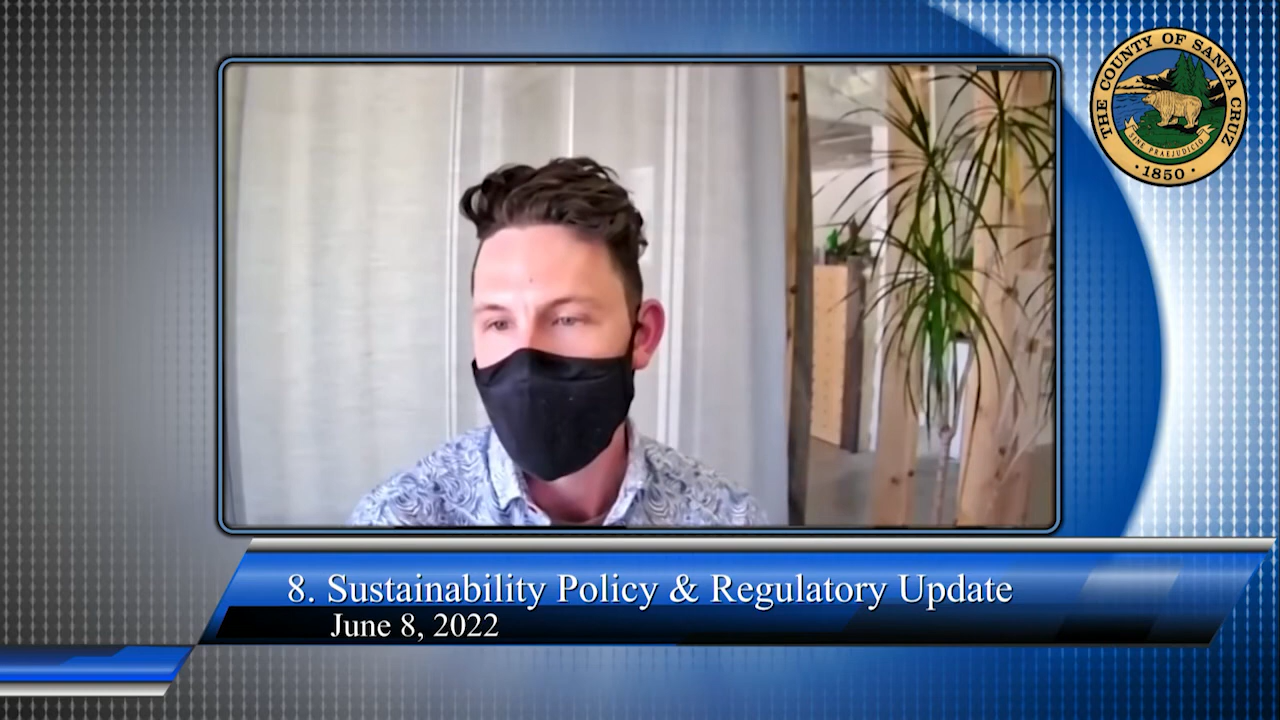 THE COUNTY OF SANTA CRUZ
SINE PRAEJUDICIO
· 1850 ·
8. Sustainability Policy & Regulatory Update
June 8, 2022